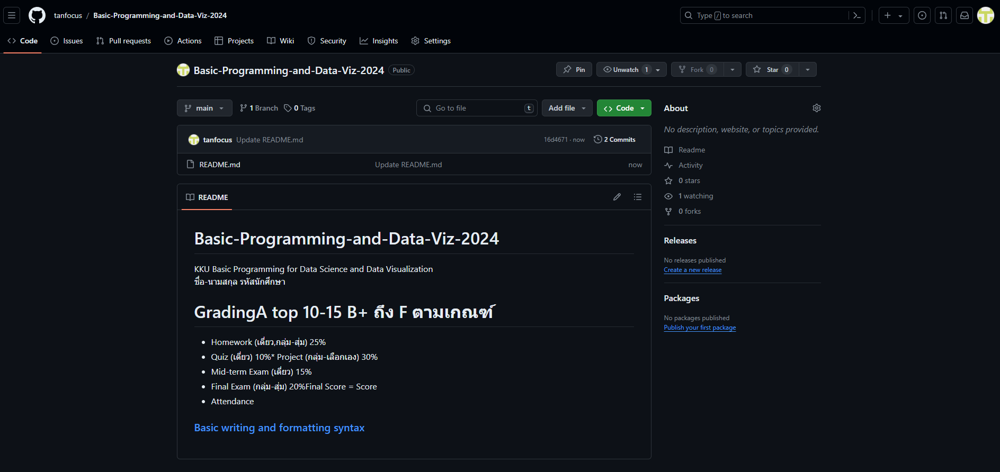 tanfocus / Basic-Programming-and-Data-Viz-2024
Type / to search
Code Issues Pull requests Actions Projects Wiki Security Insights Settings
Basic-Programming-and-Data-Viz-2024 Public
Pin Unwatch 1 Fork 0 Star 0
main 1 Branch 0 Tags Go to file t Add file Code
tanfocus Update README.md 16d4671 · now 2 Commits
README.md Update README.md now
README
Basic-Programming-and-Data-Viz-2024
KKU Basic Programming for Data Science and Data Visualization
ชื่อ-นามสกุล รหัสนักศึกษา
GradingA top 10-15 B+ ถึง F ตามเกณฑ์
Homework (เดี่ยว,กลุ่ม-สุ่ม) 25%
Quiz (เดี่ยว) 10%* Project (กลุ่ม-เลือกเอง) 30%
Mid-term Exam (เดี่ยว) 15%
Final Exam (กลุ่ม-สุ่ม) 20%Final Score = Score
Attendance
Basic writing and formatting syntax
About
No description, website, or topics provided.
Readme
Activity
0 stars
1 watching
0 forks
Releases
No releases published
Create a new release
Packages
No packages published
Publish your first package